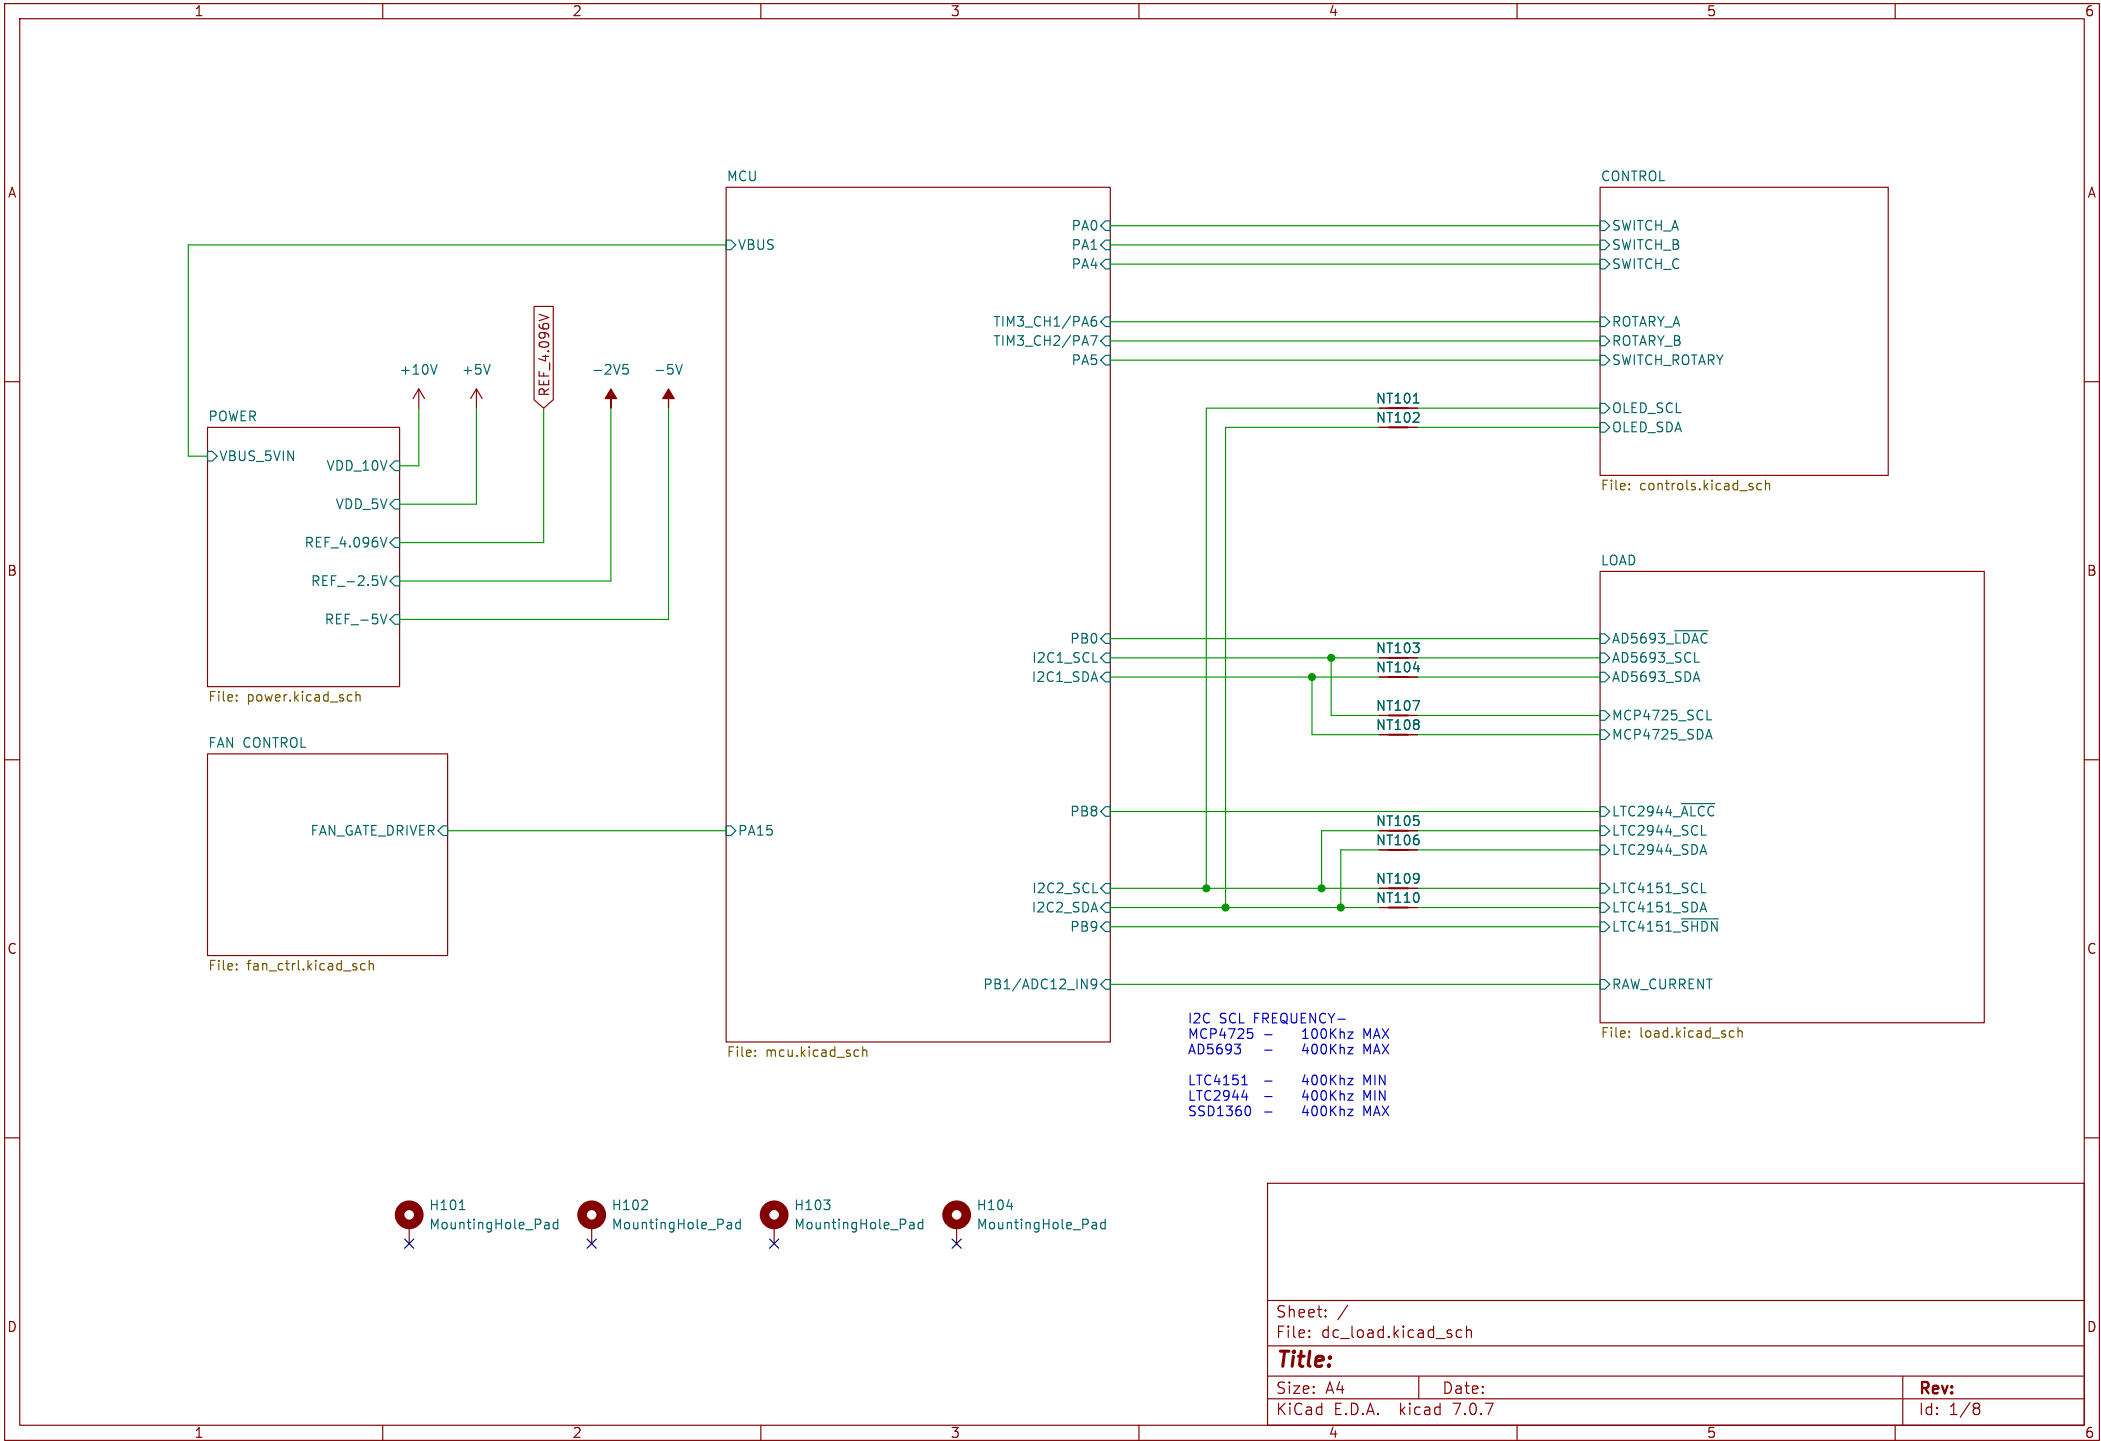 1 2 3 4 5 6
A A
B B
C C
D D
1 2 3 4 5 6
MCU
VBUS
PA0
PA1
PA4
TIM3_CH1/PA6
TIM3_CH2/PA7
PA5
PB0
I2C1_SCL
I2C1_SDA
PB8
PA15
I2C2_SCL
I2C2_SDA
PB9
PB1/ADC12_IN9
File: mcu.kicad_sch
CONTROL
SWITCH_A
SWITCH_B
SWITCH_C
ROTARY_A
ROTARY_B
SWITCH_ROTARY
OLED_SCL
OLED_SDA
File: controls.kicad_sch
NT101
NT102
+10V
+5V
REF_4.096V
-2V5
-5V
POWER
VBUS_5VIN
VDD_10V
VDD_5V
REF_4.096V
REF_-2.5V
REF_-5V
File: power.kicad_sch
FAN CONTROL
FAN_GATE_DRIVER
File: fan_ctrl.kicad_sch
LOAD
AD5693_LDAC
AD5693_SCL
AD5693_SDA
MCP4725_SCL
MCP4725_SDA
LTC2944_ALCC
LTC2944_SCL
LTC2944_SDA
LTC4151_SCL
LTC4151_SDA
LTC4151_SHDN
RAW_CURRENT
File: load.kicad_sch
NT103
NT104
NT107
NT108
NT105
NT106
NT109
NT110
I2C SCL FREQUENCY-
MCP4725 - 100Khz MAX
AD5693 - 400Khz MAX
LTC4151 - 400Khz MIN
LTC2944 - 400Khz MIN
SSD1360 - 400Khz MAX
H101
MountingHole_Pad
H102
MountingHole_Pad
H103
MountingHole_Pad
H104
MountingHole_Pad
Sheet: /
File: dc_load.kicad_sch
Title:
Size: A4 Date: Rev:
KiCad E.D.A. kicad 7.0.7 Id: 1/8